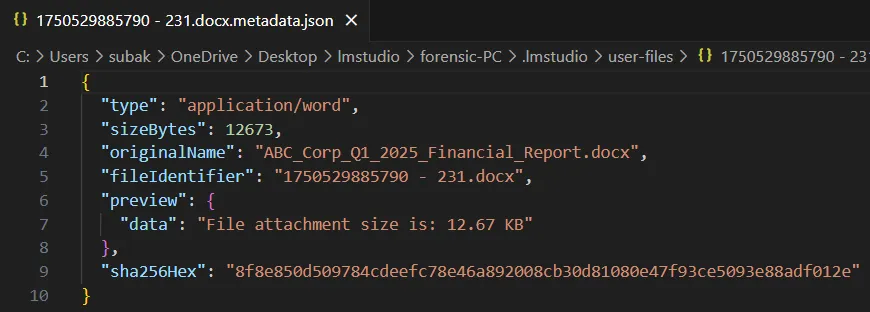 {} 1750529885790 - 231.docx.metadata.json ×
C: > Users > subak > OneDrive > Desktop > lmstudio > forensic-PC > .lmstudio > user-files > {} 1750529885790 - 23
1 {
2 "type": "application/word",
3 "sizeBytes": 12673,
4 "originalName": "ABC_Corp_Q1_2025_Financial_Report.docx",
5 "fileIdentifier": "1750529885790 - 231.docx",
6 "preview": {
7 "data": "File attachment size is: 12.67 KB"
8 },
9 "sha256Hex": "8f8e850d509784cdeefc78e46a892008cb30d81080e47f93ce5093e88adf012e"
10 }